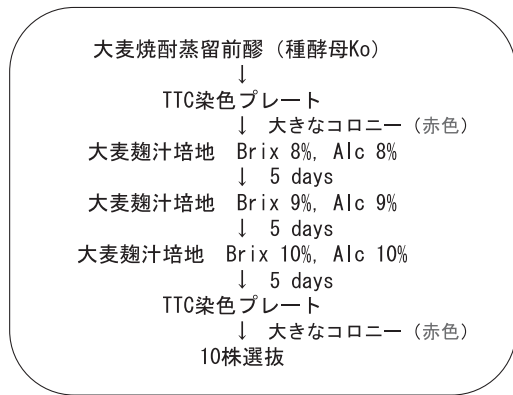 大麦焼酎蒸留前醪（種酵母Ko）
↓
TTC染色プレート
↓ 大きなコロニー（赤色）
大麦麹汁培地 Brix 8%, Alc 8%
↓ 5 days
大麦麹汁培地 Brix 9%, Alc 9%
↓ 5 days
大麦麹汁培地 Brix 10%, Alc 10%
↓ 5 days
TTC染色プレート
↓ 大きなコロニー（赤色）
10株選抜